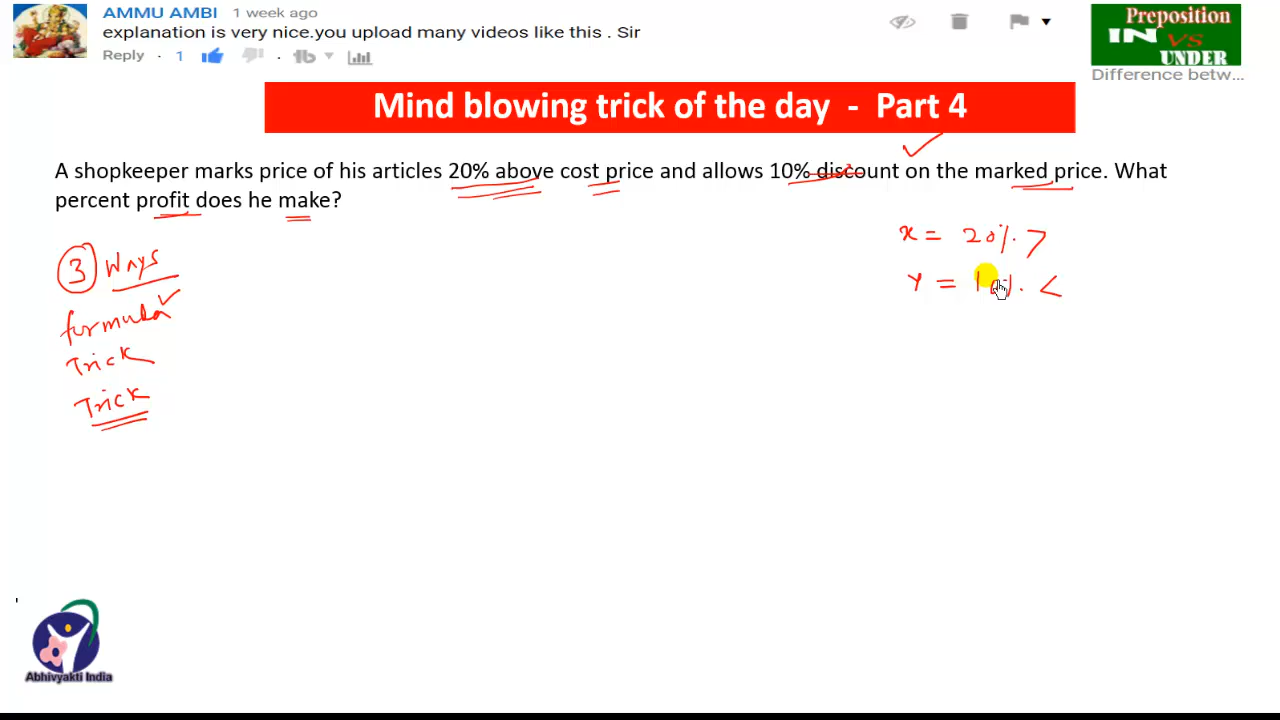 AMMU AMBI 1 week ago
explanation is very nice.you upload many videos like this . Sir
Reply · 1
Preposition
IN VS
UNDER
Difference betw...
Mind blowing trick of the day - Part 4
A shopkeeper marks price of his articles 20% above cost price and allows 10% discount on the marked price. What
percent profit does he make?
x = 20% >
y = 10% <
3 Ways
formula
Trick
Trick
Abhivyakti India